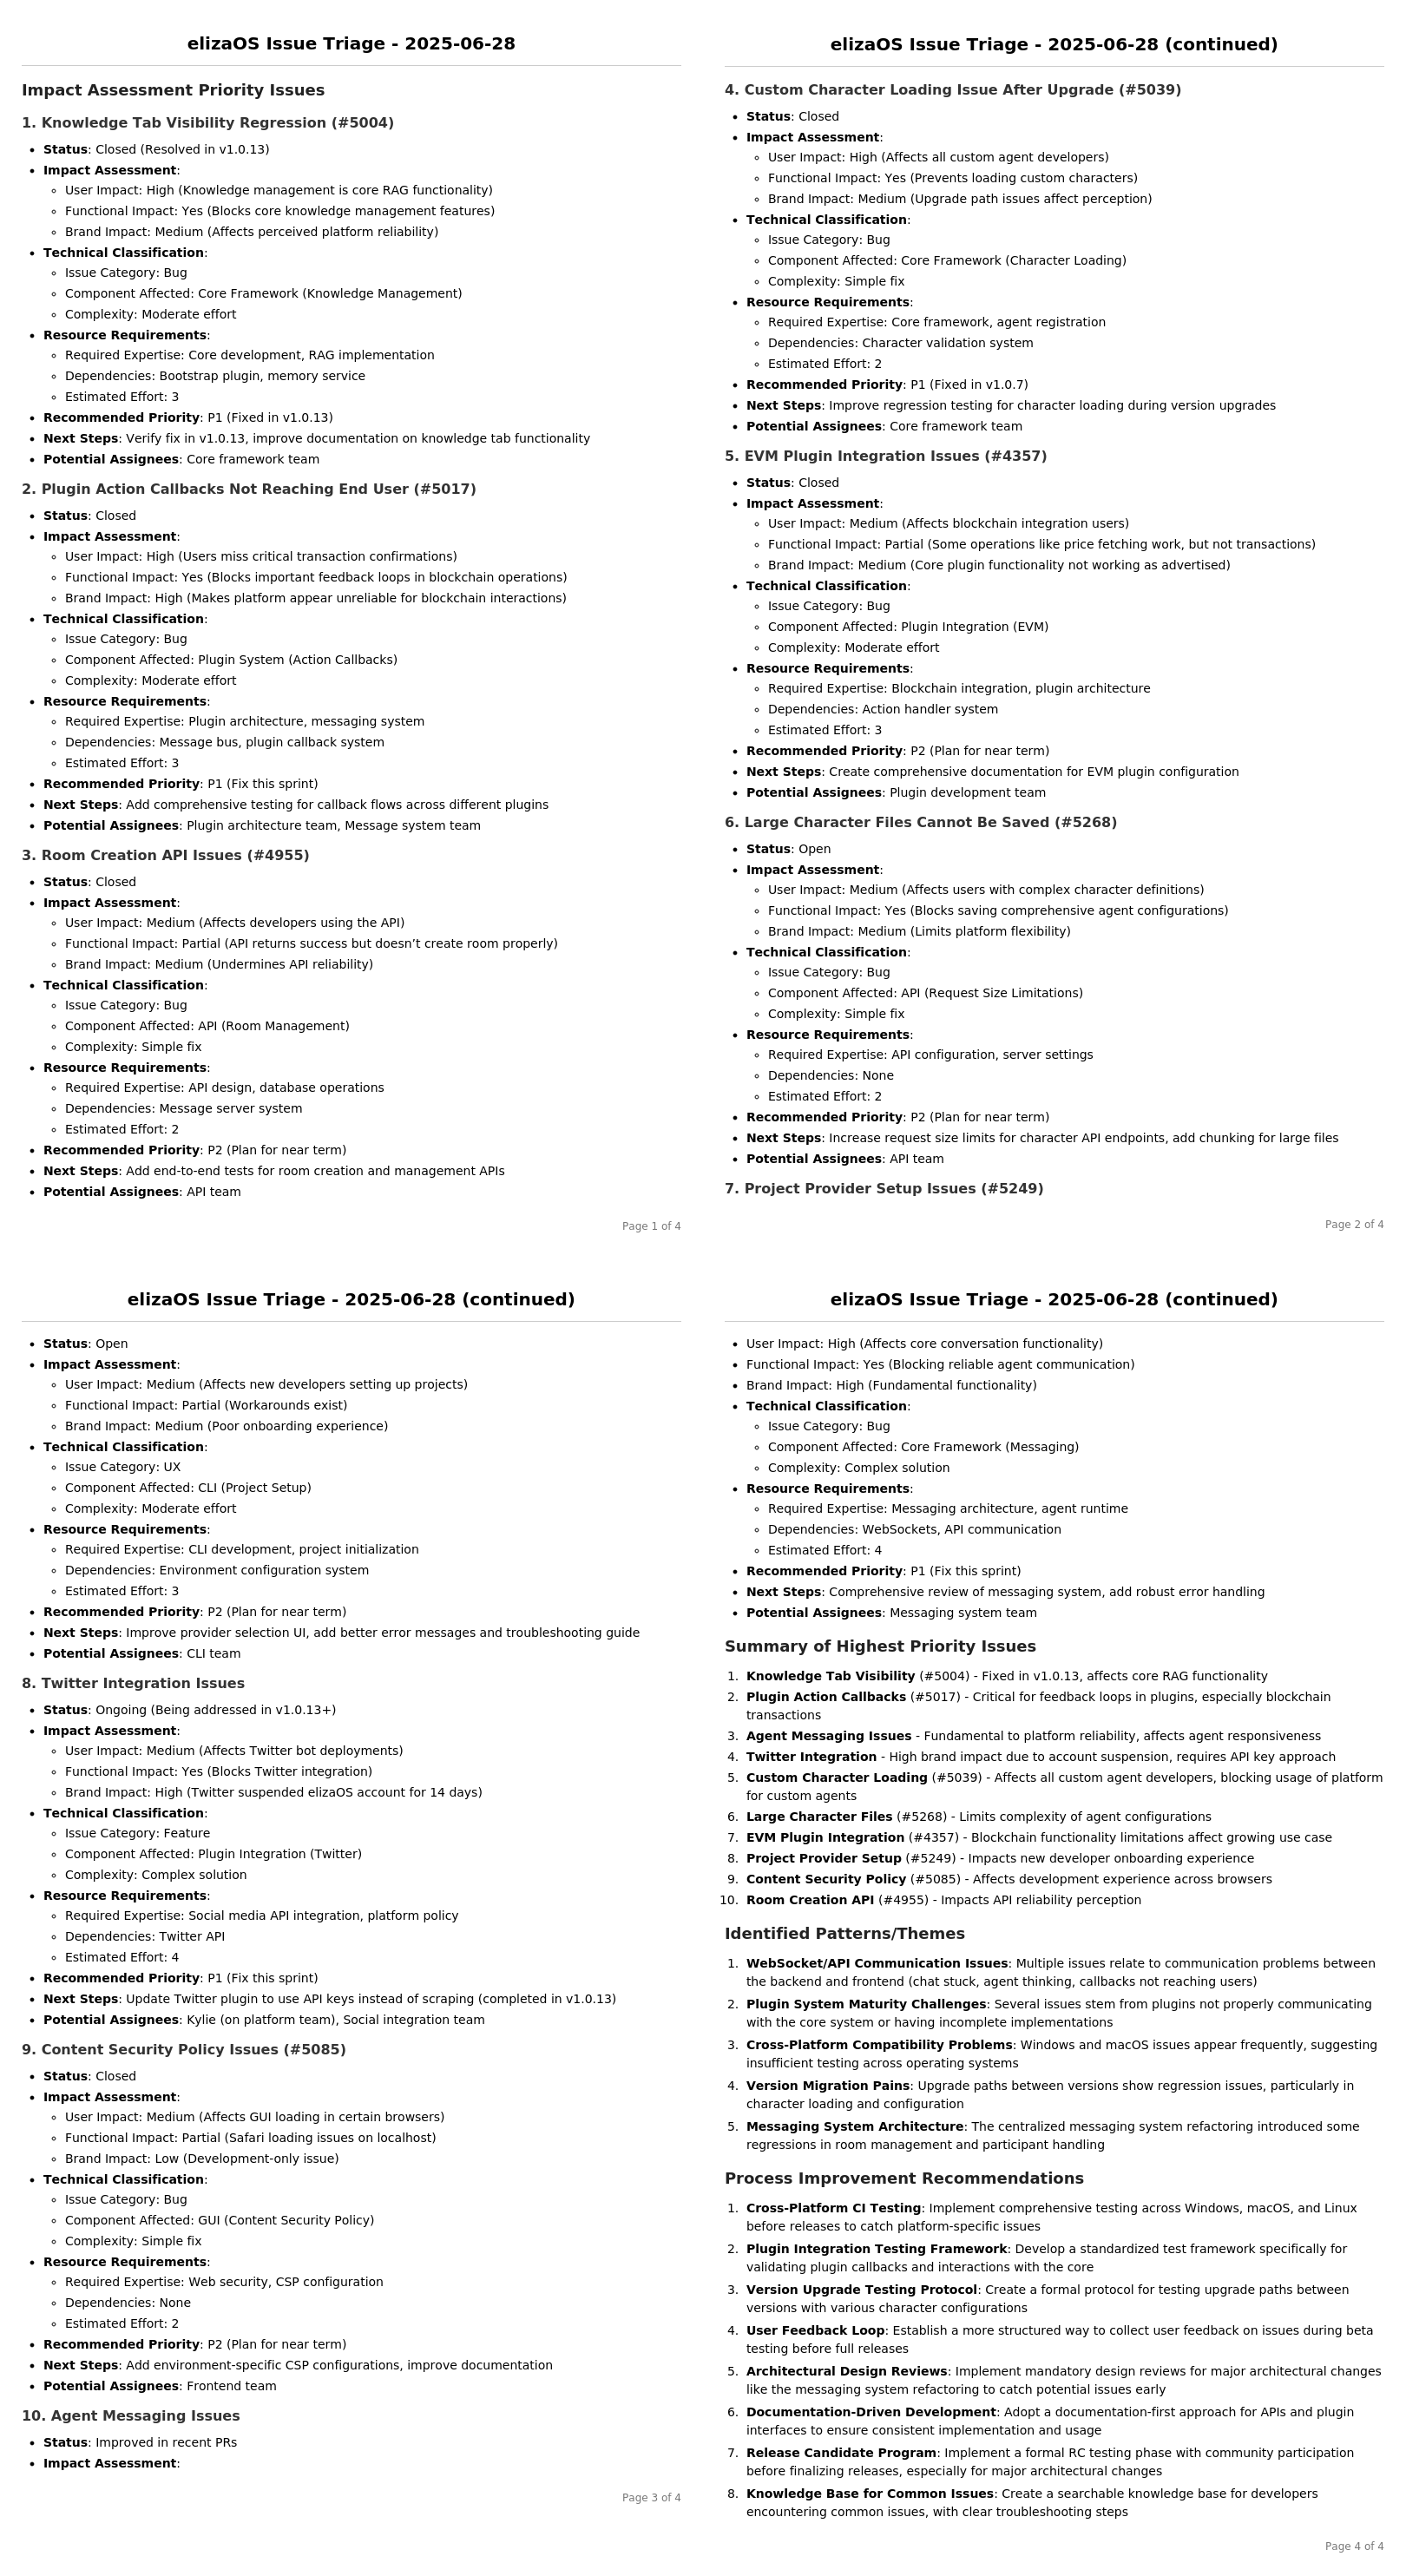 elizaOS Issue Triage - 2025-06-28
Impact Assessment Priority Issues
1. Knowledge Tab Visibility Regression (#5004)
• Status: Closed (Resolved in v1.0.13)
• Impact Assessment:
◦ User Impact: High (Knowledge management is core RAG functionality)
◦ Functional Impact: Yes (Blocks core knowledge management features)
◦ Brand Impact: Medium (Affects perceived platform reliability)
• Technical Classification:
◦ Issue Category: Bug
◦ Component Affected: Core Framework (Knowledge Management)
◦ Complexity: Moderate effort
• Resource Requirements:
◦ Required Expertise: Core development, RAG implementation
◦ Dependencies: Bootstrap plugin, memory service
◦ Estimated Effort: 3
• Recommended Priority: P1 (Fixed in v1.0.13)
• Next Steps: Verify fix in v1.0.13, improve documentation on knowledge tab functionality
• Potential Assignees: Core framework team
2. Plugin Action Callbacks Not Reaching End User (#5017)
• Status: Closed
• Impact Assessment:
◦ User Impact: High (Users miss critical transaction confirmations)
◦ Functional Impact: Yes (Blocks important feedback loops in blockchain operations)
◦ Brand Impact: High (Makes platform appear unreliable for blockchain interactions)
• Technical Classification:
◦ Issue Category: Bug
◦ Component Affected: Plugin System (Action Callbacks)
◦ Complexity: Moderate effort
• Resource Requirements:
◦ Required Expertise: Plugin architecture, messaging system
◦ Dependencies: Message bus, plugin callback system
◦ Estimated Effort: 3
• Recommended Priority: P1 (Fix this sprint)
• Next Steps: Add comprehensive testing for callback flows across different plugins
• Potential Assignees: Plugin architecture team, Message system team
3. Room Creation API Issues (#4955)
• Status: Closed
• Impact Assessment:
◦ User Impact: Medium (Affects developers using the API)
◦ Functional Impact: Partial (API returns success but doesn’t create room properly)
◦ Brand Impact: Medium (Undermines API reliability)
• Technical Classification:
◦ Issue Category: Bug
◦ Component Affected: API (Room Management)
◦ Complexity: Simple fix
• Resource Requirements:
◦ Required Expertise: API design, database operations
◦ Dependencies: Message server system
◦ Estimated Effort: 2
• Recommended Priority: P2 (Plan for near term)
• Next Steps: Add end-to-end tests for room creation and management APIs
• Potential Assignees: API team
Page 1 of 4
elizaOS Issue Triage - 2025-06-28 (continued)
4. Custom Character Loading Issue After Upgrade (#5039)
• Status: Closed
• Impact Assessment:
◦ User Impact: High (Affects all custom agent developers)
◦ Functional Impact: Yes (Prevents loading custom characters)
◦ Brand Impact: Medium (Upgrade path issues affect perception)
• Technical Classification:
◦ Issue Category: Bug
◦ Component Affected: Core Framework (Character Loading)
◦ Complexity: Simple fix
• Resource Requirements:
◦ Required Expertise: Core framework, agent registration
◦ Dependencies: Character validation system
◦ Estimated Effort: 2
• Recommended Priority: P1 (Fixed in v1.0.7)
• Next Steps: Improve regression testing for character loading during version upgrades
• Potential Assignees: Core framework team
5. EVM Plugin Integration Issues (#4357)
• Status: Closed
• Impact Assessment:
◦ User Impact: Medium (Affects blockchain integration users)
◦ Functional Impact: Partial (Some operations like price fetching work, but not transactions)
◦ Brand Impact: Medium (Core plugin functionality not working as advertised)
• Technical Classification:
◦ Issue Category: Bug
◦ Component Affected: Plugin Integration (EVM)
◦ Complexity: Moderate effort
• Resource Requirements:
◦ Required Expertise: Blockchain integration, plugin architecture
◦ Dependencies: Action handler system
◦ Estimated Effort: 3
• Recommended Priority: P2 (Plan for near term)
• Next Steps: Create comprehensive documentation for EVM plugin configuration
• Potential Assignees: Plugin development team
6. Large Character Files Cannot Be Saved (#5268)
• Status: Open
• Impact Assessment:
◦ User Impact: Medium (Affects users with complex character definitions)
◦ Functional Impact: Yes (Blocks saving comprehensive agent configurations)
◦ Brand Impact: Medium (Limits platform flexibility)
• Technical Classification:
◦ Issue Category: Bug
◦ Component Affected: API (Request Size Limitations)
◦ Complexity: Simple fix
• Resource Requirements:
◦ Required Expertise: API configuration, server settings
◦ Dependencies: None
◦ Estimated Effort: 2
• Recommended Priority: P2 (Plan for near term)
• Next Steps: Increase request size limits for character API endpoints, add chunking for large files
• Potential Assignees: API team
7. Project Provider Setup Issues (#5249)
Page 2 of 4
elizaOS Issue Triage - 2025-06-28 (continued)
• Status: Open
• Impact Assessment:
◦ User Impact: Medium (Affects new developers setting up projects)
◦ Functional Impact: Partial (Workarounds exist)
◦ Brand Impact: Medium (Poor onboarding experience)
• Technical Classification:
◦ Issue Category: UX
◦ Component Affected: CLI (Project Setup)
◦ Complexity: Moderate effort
• Resource Requirements:
◦ Required Expertise: CLI development, project initialization
◦ Dependencies: Environment configuration system
◦ Estimated Effort: 3
• Recommended Priority: P2 (Plan for near term)
• Next Steps: Improve provider selection UI, add better error messages and troubleshooting guide
• Potential Assignees: CLI team
8. Twitter Integration Issues
• Status: Ongoing (Being addressed in v1.0.13+)
• Impact Assessment:
◦ User Impact: Medium (Affects Twitter bot deployments)
◦ Functional Impact: Yes (Blocks Twitter integration)
◦ Brand Impact: High (Twitter suspended elizaOS account for 14 days)
• Technical Classification:
◦ Issue Category: Feature
◦ Component Affected: Plugin Integration (Twitter)
◦ Complexity: Complex solution
• Resource Requirements:
◦ Required Expertise: Social media API integration, platform policy
◦ Dependencies: Twitter API
◦ Estimated Effort: 4
• Recommended Priority: P1 (Fix this sprint)
• Next Steps: Update Twitter plugin to use API keys instead of scraping (completed in v1.0.13)
• Potential Assignees: Kylie (on platform team), Social integration team
9. Content Security Policy Issues (#5085)
• Status: Closed
• Impact Assessment:
◦ User Impact: Medium (Affects GUI loading in certain browsers)
◦ Functional Impact: Partial (Safari loading issues on localhost)
◦ Brand Impact: Low (Development-only issue)
• Technical Classification:
◦ Issue Category: Bug
◦ Component Affected: GUI (Content Security Policy)
◦ Complexity: Simple fix
• Resource Requirements:
◦ Required Expertise: Web security, CSP configuration
◦ Dependencies: None
◦ Estimated Effort: 2
• Recommended Priority: P2 (Plan for near term)
• Next Steps: Add environment-specific CSP configurations, improve documentation
• Potential Assignees: Frontend team
10. Agent Messaging Issues
• Status: Improved in recent PRs
• Impact Assessment:
Page 3 of 4
elizaOS Issue Triage - 2025-06-28 (continued)
• User Impact: High (Affects core conversation functionality)
• Functional Impact: Yes (Blocking reliable agent communication)
• Brand Impact: High (Fundamental functionality)
• Technical Classification:
◦ Issue Category: Bug
◦ Component Affected: Core Framework (Messaging)
◦ Complexity: Complex solution
• Resource Requirements:
◦ Required Expertise: Messaging architecture, agent runtime
◦ Dependencies: WebSockets, API communication
◦ Estimated Effort: 4
• Recommended Priority: P1 (Fix this sprint)
• Next Steps: Comprehensive review of messaging system, add robust error handling
• Potential Assignees: Messaging system team
Summary of Highest Priority Issues
1. Knowledge Tab Visibility (#5004) - Fixed in v1.0.13, affects core RAG functionality
2. Plugin Action Callbacks (#5017) - Critical for feedback loops in plugins, especially blockchain
transactions
3. Agent Messaging Issues - Fundamental to platform reliability, affects agent responsiveness
4. Twitter Integration - High brand impact due to account suspension, requires API key approach
5. Custom Character Loading (#5039) - Affects all custom agent developers, blocking usage of platform
for custom agents
6. Large Character Files (#5268) - Limits complexity of agent configurations
7. EVM Plugin Integration (#4357) - Blockchain functionality limitations affect growing use case
8. Project Provider Setup (#5249) - Impacts new developer onboarding experience
9. Content Security Policy (#5085) - Affects development experience across browsers
10. Room Creation API (#4955) - Impacts API reliability perception
Identified Patterns/Themes
1. WebSocket/API Communication Issues: Multiple issues relate to communication problems between
the backend and frontend (chat stuck, agent thinking, callbacks not reaching users)
2. Plugin System Maturity Challenges: Several issues stem from plugins not properly communicating
with the core system or having incomplete implementations
3. Cross-Platform Compatibility Problems: Windows and macOS issues appear frequently, suggesting
insufficient testing across operating systems
4. Version Migration Pains: Upgrade paths between versions show regression issues, particularly in
character loading and configuration
5. Messaging System Architecture: The centralized messaging system refactoring introduced some
regressions in room management and participant handling
Process Improvement Recommendations
1. Cross-Platform CI Testing: Implement comprehensive testing across Windows, macOS, and Linux
before releases to catch platform-specific issues
2. Plugin Integration Testing Framework: Develop a standardized test framework specifically for
validating plugin callbacks and interactions with the core
3. Version Upgrade Testing Protocol: Create a formal protocol for testing upgrade paths between
versions with various character configurations
4. User Feedback Loop: Establish a more structured way to collect user feedback on issues during beta
testing before full releases
5. Architectural Design Reviews: Implement mandatory design reviews for major architectural changes
like the messaging system refactoring to catch potential issues early
6. Documentation-Driven Development: Adopt a documentation-first approach for APIs and plugin
interfaces to ensure consistent implementation and usage
7. Release Candidate Program: Implement a formal RC testing phase with community participation
before finalizing releases, especially for major architectural changes
8. Knowledge Base for Common Issues: Create a searchable knowledge base for developers
encountering common issues, with clear troubleshooting steps
Page 4 of 4